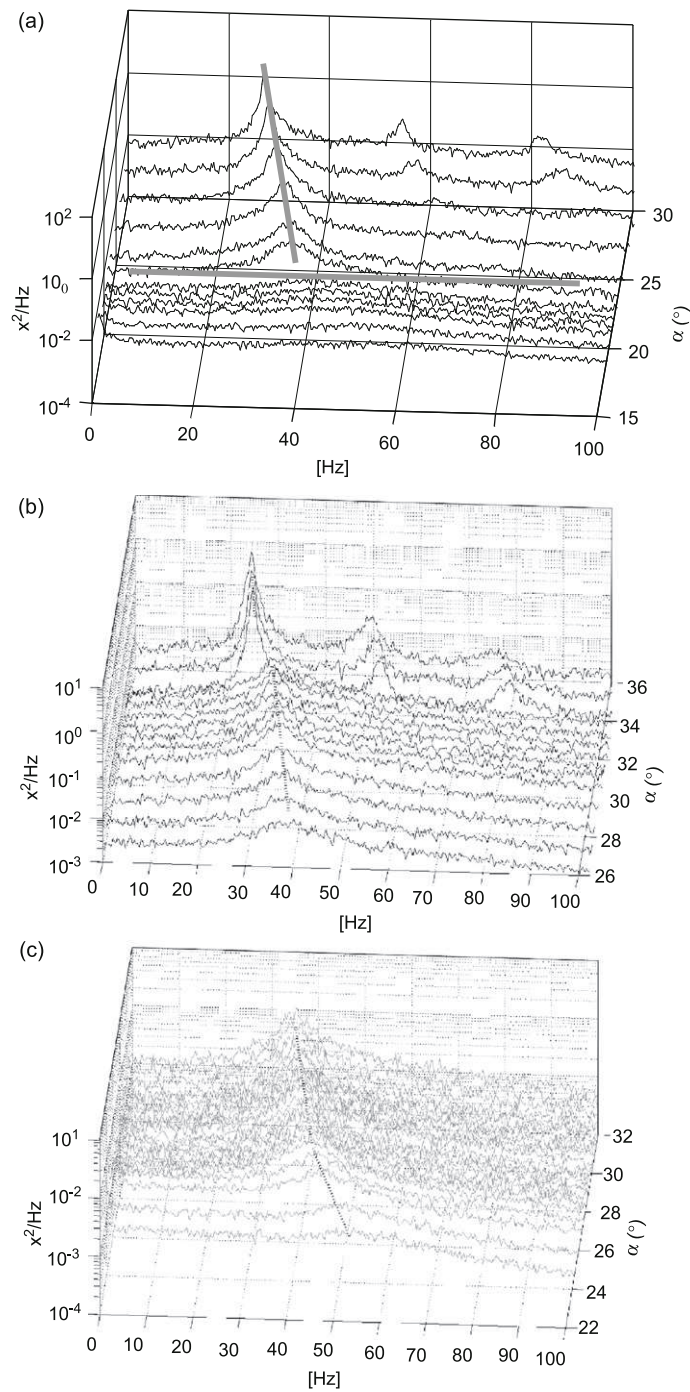 (a)
10²
10₀
10⁻²
10⁻⁴
x²/Hz
0 20 40 60 80 100
[Hz]
30
25
20
15
α (°)
(b)
10¹
10⁰
10⁻¹
10⁻²
10⁻³
x²/Hz
0 10 20 30 40 50 60 70 80 90 100
[Hz]
36
34
32
30
28
26
α (°)
(c)
10¹
10⁻²
10⁻³
10⁻⁴
x²/Hz
0 10 20 30 40 50 60 70 80 90 100
[Hz]
32
30
28
26
24
22
α (°)